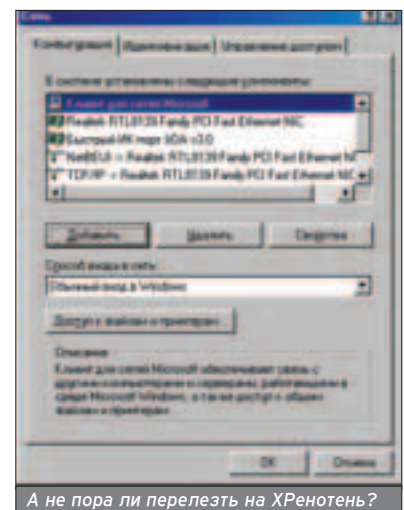 Сеть
Конфигурация Идентификация Управление доступом
В системе установлены следующие компоненты:
Клиент для сетей Microsoft
Realtek RTL8139 Family PCI Fast Ethernet NIC
Быстрый ИК порт v3.0
NetBEUI -> Realtek RTL8139 Family PCI Fast Ethernet NIC
TCP/IP -> Realtek RTL8139 Family PCI Fast Ethernet NIC
Добавить Удалить Свойства
Способ входа в сеть:
Обычный вход в Windows
Доступ к файлам и принтерам...
Описание
Клиент для сетей Microsoft обеспечивает связь с
другими компьютерами и серверами, работающими в
среде Microsoft Windows, а также доступ к общим
файлам и принтерам.
OK Отмена
А не пора ли перелезть на ХРенотень?